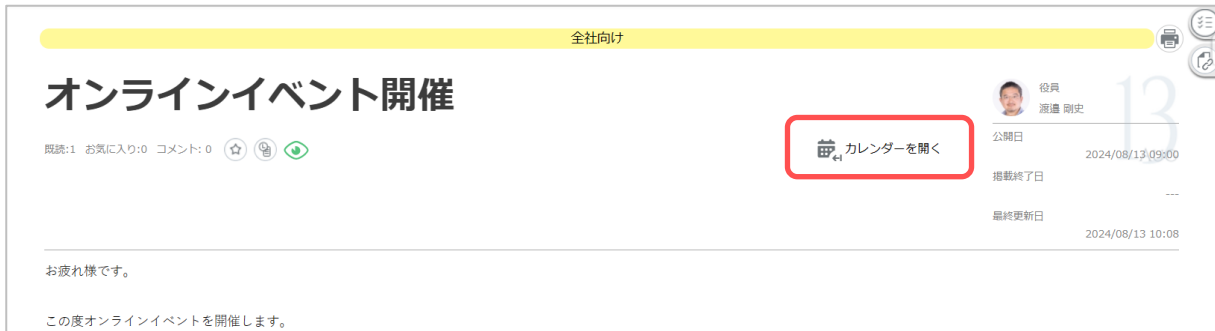 全社向け
オンラインイベント開催
既読:1 お気に入り:0 コメント: 0
カレンダーを開く
13
役員
渡邉 剛史
公開日
2024/08/13 09:00
掲載終了日
---
最終更新日
2024/08/13 10:08
お疲れ様です。
この度オンラインイベントを開催します。